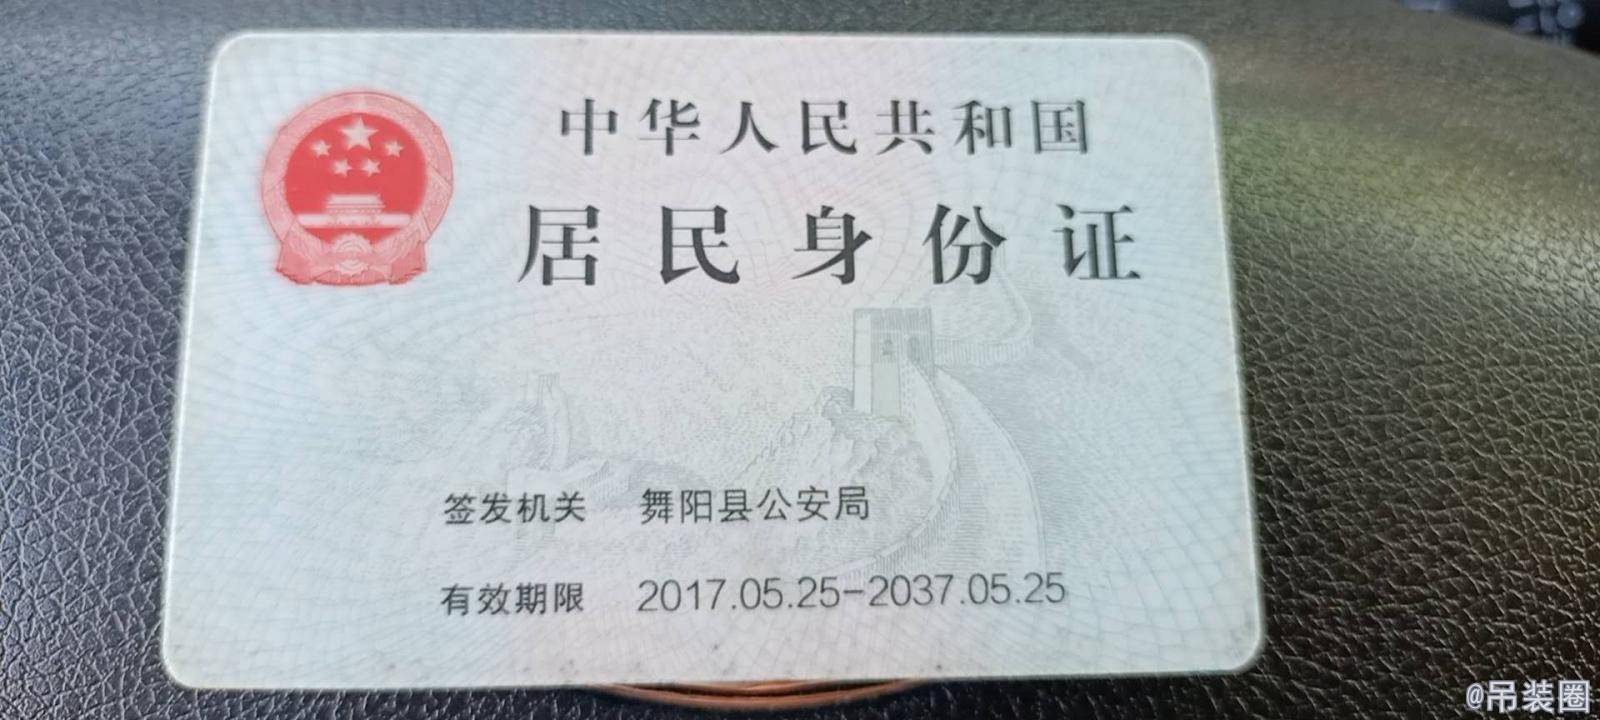 中华人民共和国
居民身份证
签发机关 舞阳县公安局
有效期限 2017.05.25-2037.05.25
@吊装圈